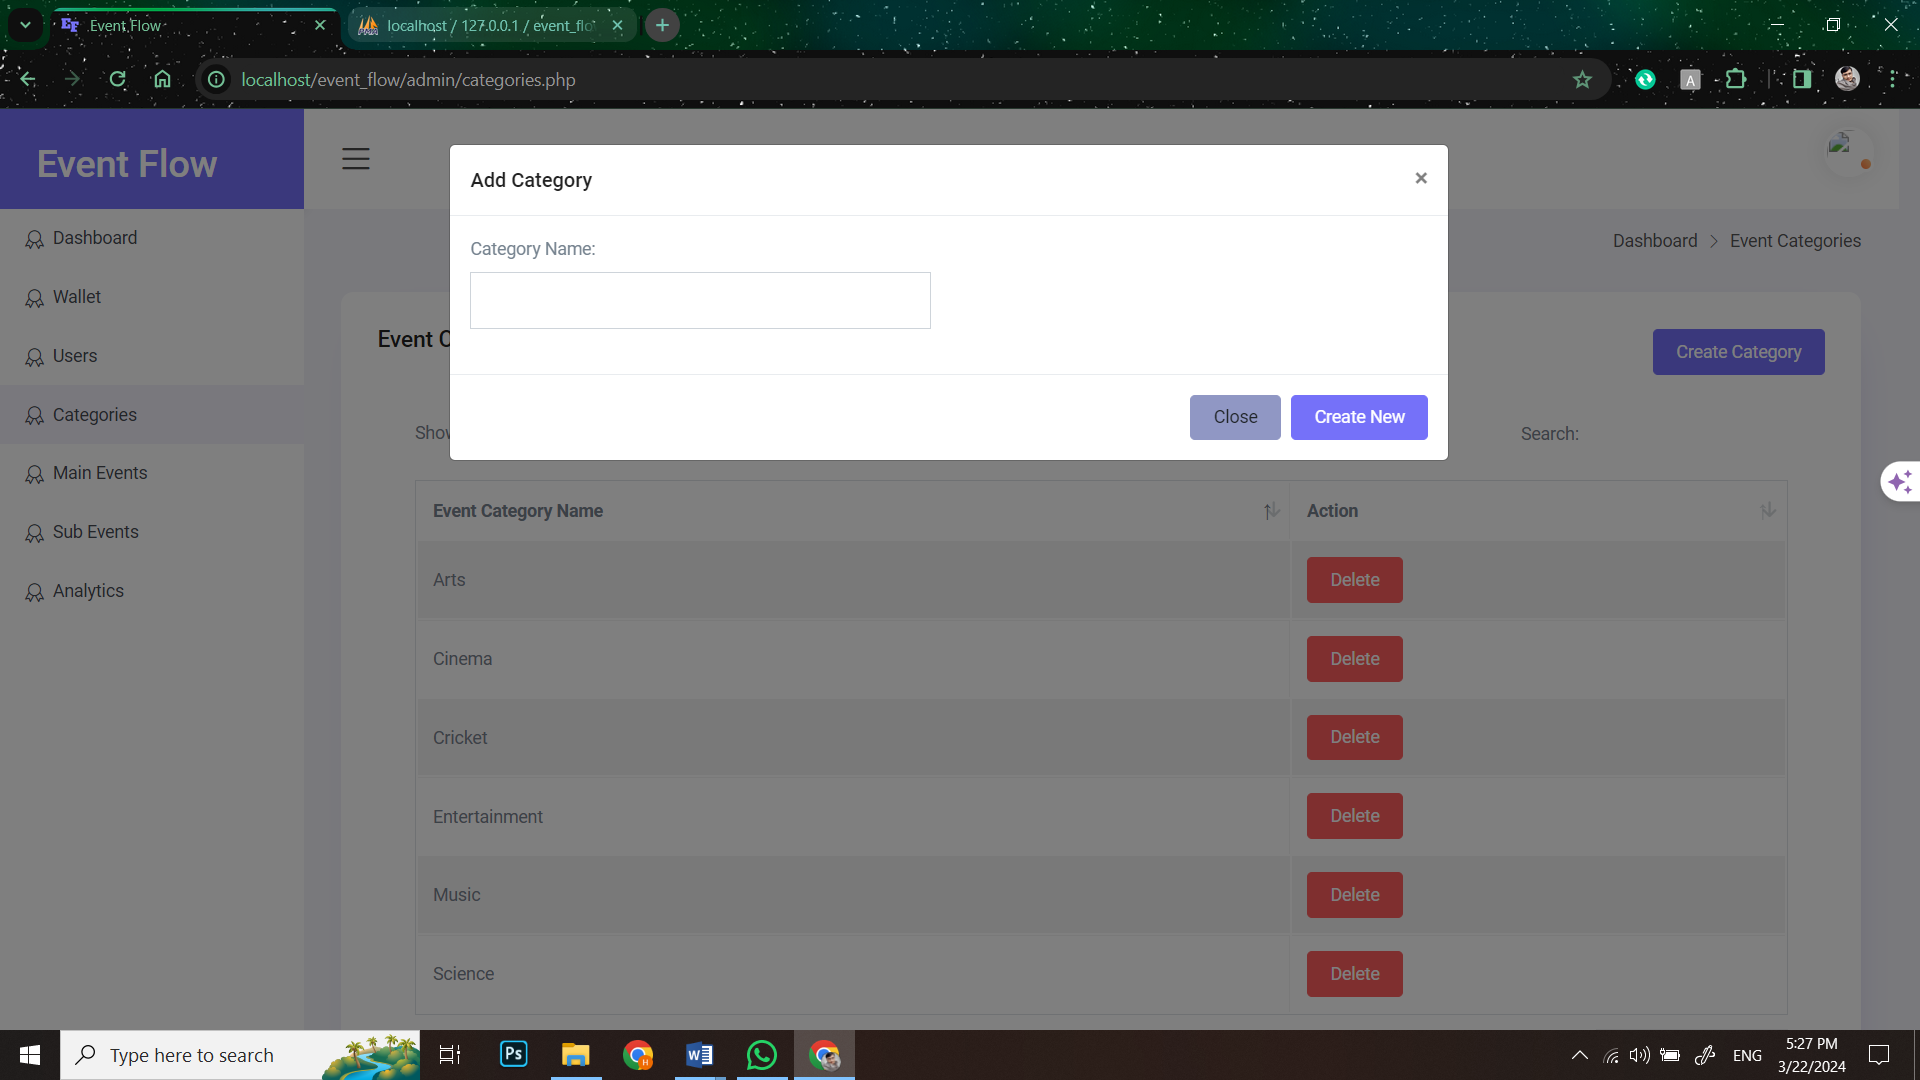 Event Flow
localhost / 127.0.0.1 / event_flo
localhost/event_flow/admin/categories.php
A
Event Flow
Add Category
×
Dashboard
Category Name:
Dashboard > Event Categories
Wallet
Event C
Users
Create Category
Categories
Close
Create New
Show
Search:
Main Events
Event Category Name
Action
Sub Events
Arts
Delete
Analytics
Cinema
Delete
Cricket
Delete
Entertainment
Delete
Music
Delete
Science
Delete
Type here to search
Ps
H
W
ENG
5:27 PM
3/22/2024